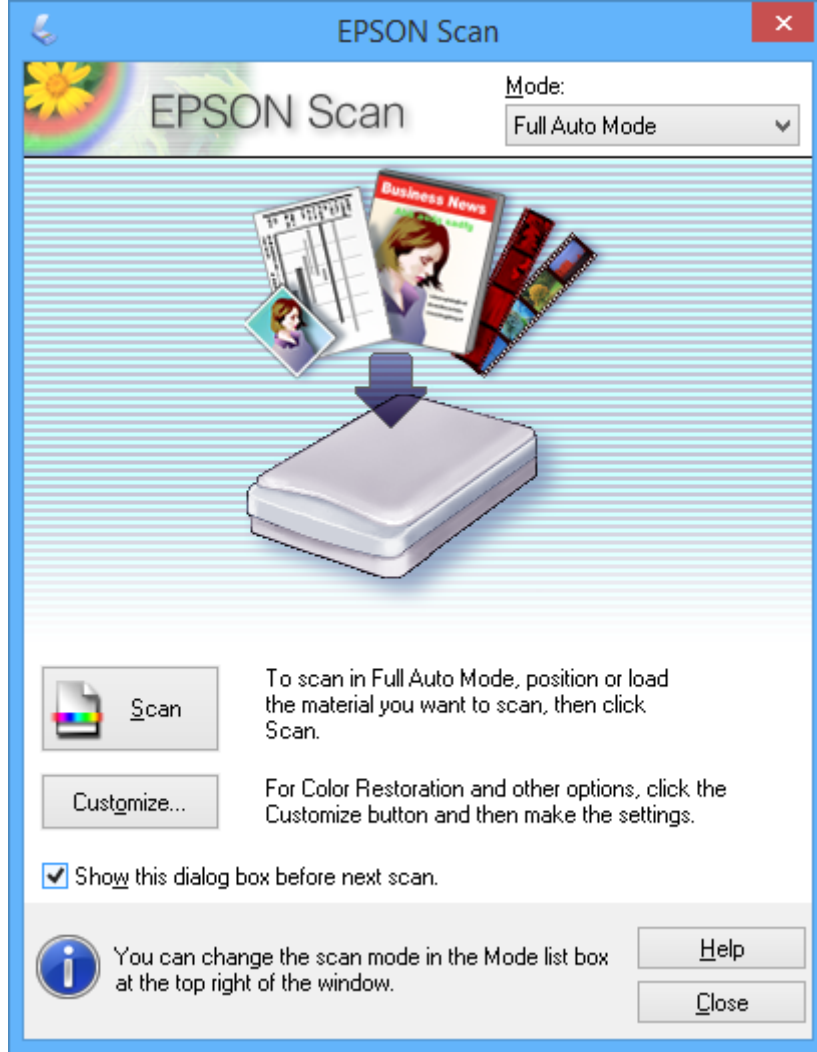 EPSON Scan
EPSON Scan
Mode:
Full Auto Mode
Business News
Scan
To scan in Full Auto Mode, position or load
the material you want to scan, then click
Scan.
Customize...
For Color Restoration and other options, click the
Customize button and then make the settings.
Show this dialog box before next scan.
You can change the scan mode in the Mode list box
at the top right of the window.
Help
Close